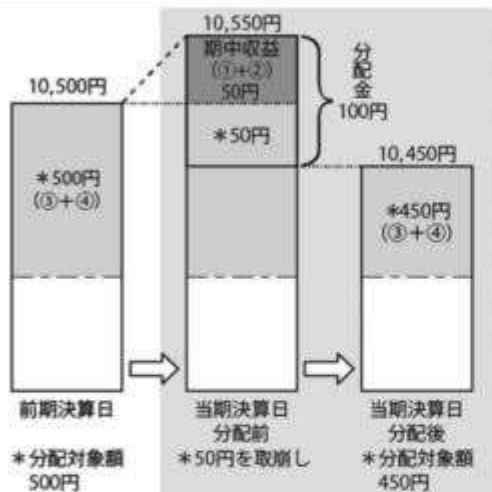 10,500円
＊500円
（③＋④）
前期決算日
＊分配対象額
500円
10,550円
期中収益
（①＋②）
50円
＊50円
分配金
100円
当期決算日
分配前
＊50円を取崩し
10,450円
＊450円
（③＋④）
当期決算日
分配後
＊分配対象額
450円